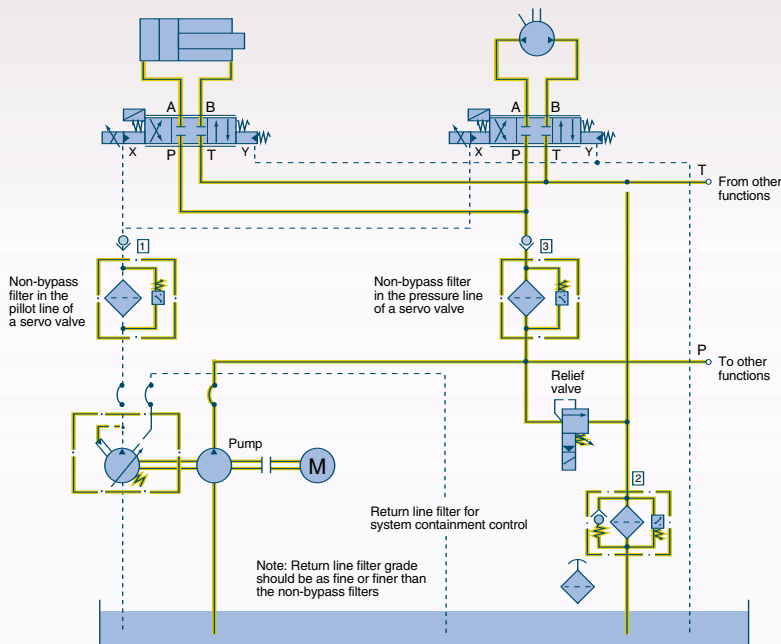 A B
A B
X P T Y
X P T Y
T
From other
functions
1
3
Non-bypass
filter in the
pillot line of
a servo valve
Non-bypass filter
in the pressure line
of a servo valve
P
To other
functions
Relief
valve
Pump
M
2
Return line filter for
system containment control
Note: Return line filter grade
should be as fine or finer than
the non-bypass filters